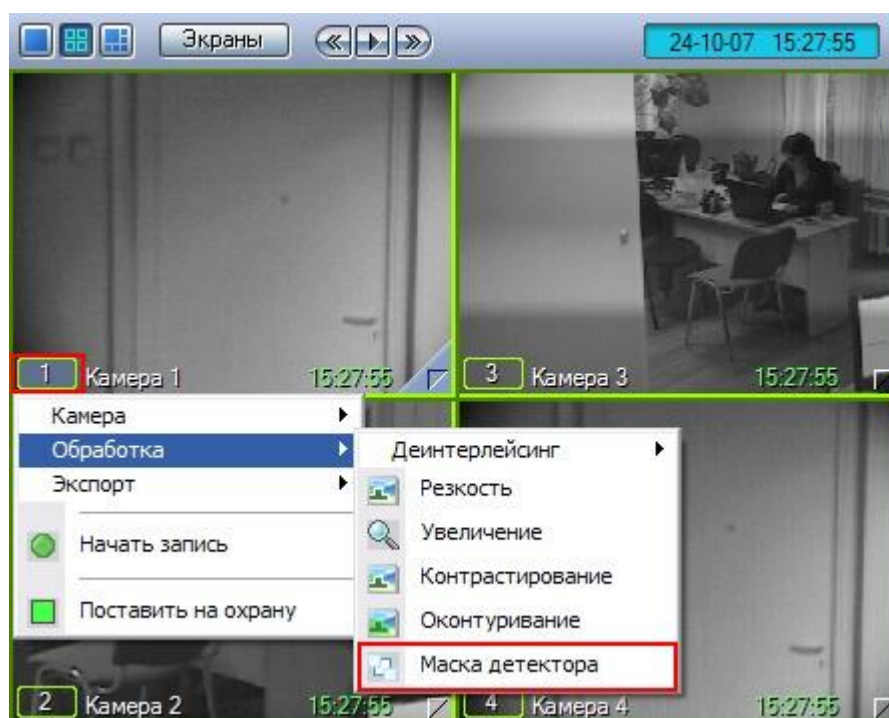 Экраны
24-10-07 15:27:55
1 Камера 1 15:27:55
3 Камера 3 15:27:55
Камера
Обработка
Экспорт
Начать запись
Поставить на охрану
Деинтерлейсинг
Резкость
Увеличение
Контрастирование
Оконтуривание
Маска детектора
2 Камера 2 15:27:55
4 Камера 4 15:27:55